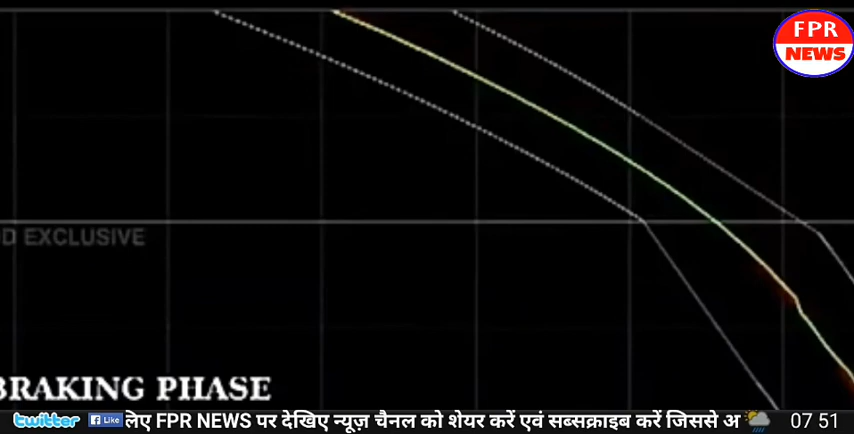 FPR
NEWS
D EXCLUSIVE
BRAKING PHASE
twitter Like लिए FPR NEWS पर देखिए न्यूज़ चैनल को शेयर करें एवं सब्सक्राइब करें जिससे अ 07 51